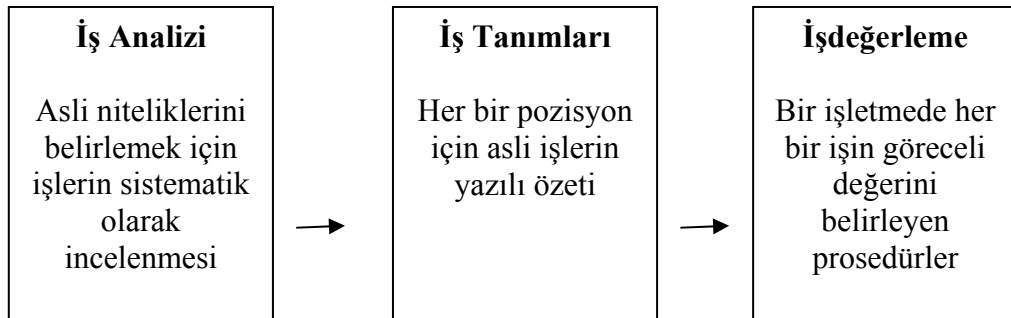 İş Analizi
Asli niteliklerini
belirlemek için
işlerin sistematik
olarak
incelenmesi
İş Tanımları
Her bir pozisyon
için asli işlerin
yazılı özeti
İşdeğerleme
Bir işletmede her
bir işin göreceli
değerini
belirleyen
prosedürler